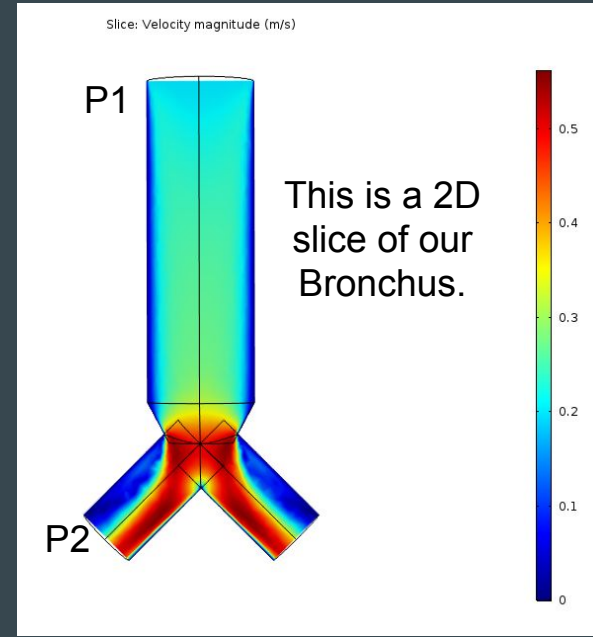 Slice: Velocity magnitude (m/s)
P1
This is a 2D
slice of our
Bronchus.
P2
0.5
0.4
0.3
0.2
0.1
0